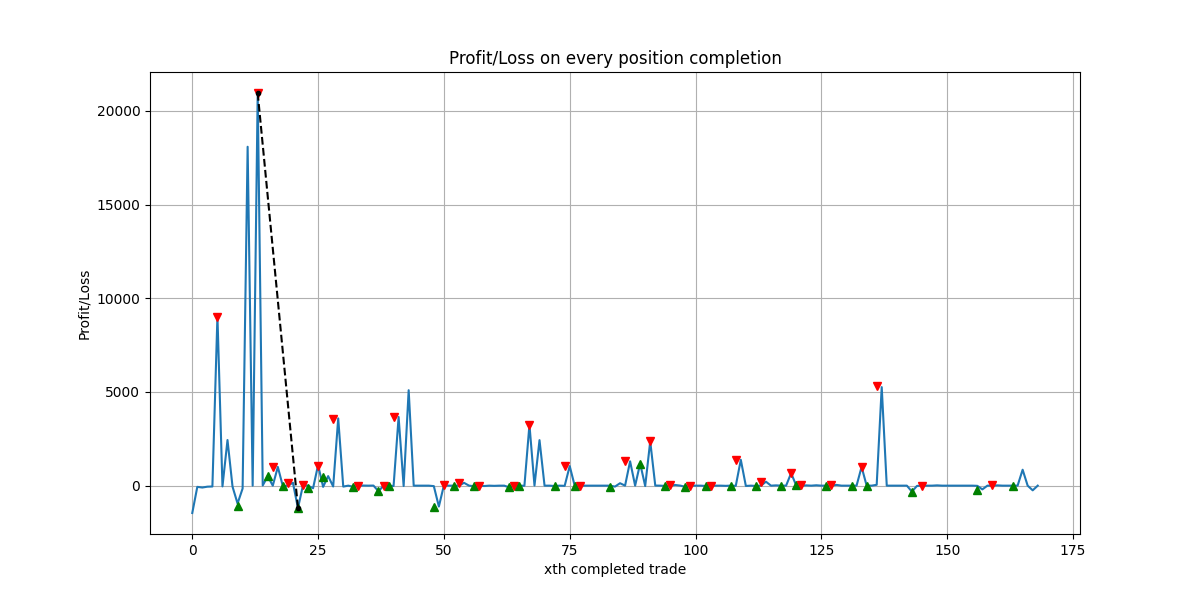 Profit/Loss on every position completion
20000
15000
10000
5000
0
Profit/Loss
0 25 50 75 100 125 150 175
xth completed trade